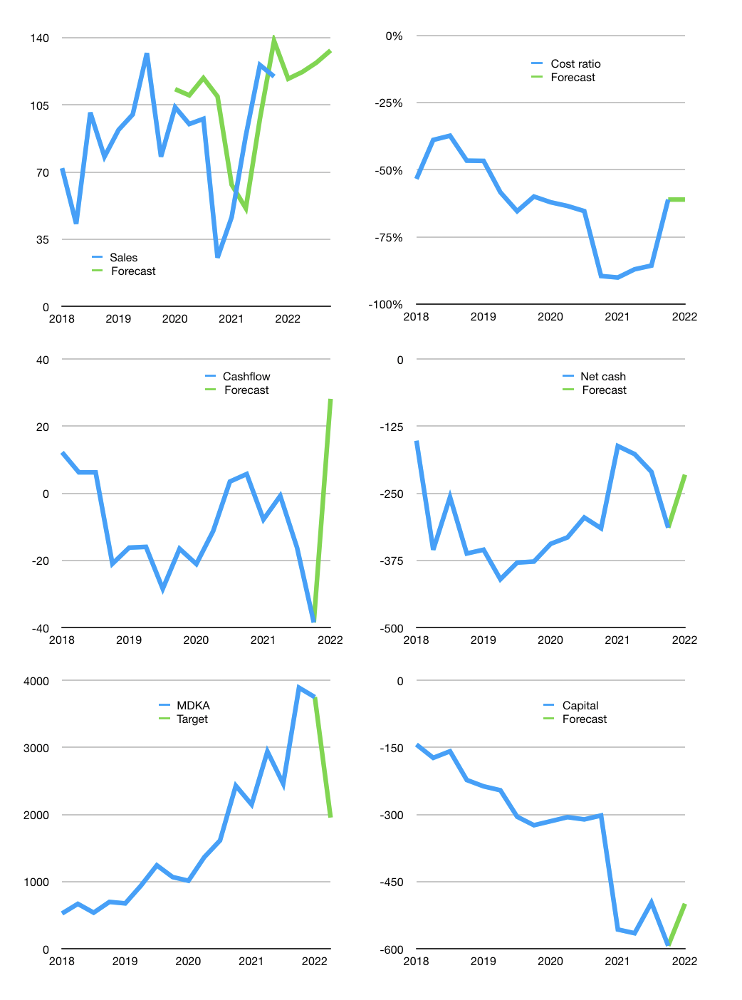 140
105
70
35
0
Sales
Forecast
2018 2019 2020 2021 2022
0%
-25%
-50%
-75%
-100%
Cost ratio
Forecast
2018 2019 2020 2021 2022
40
20
0
-20
-40
Cashflow
Forecast
2018 2019 2020 2021 2022
0
-125
-250
-375
-500
Net cash
Forecast
2018 2019 2020 2021 2022
4000
3000
2000
1000
0
MDKA
Target
2018 2019 2020 2021 2022
0
-150
-300
-450
-600
Capital
Forecast
2018 2019 2020 2021 2022